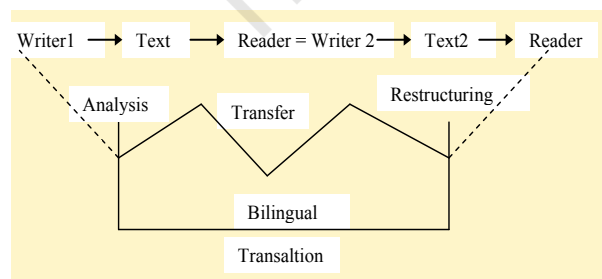 Writer1 Text Reader = Writer 2 Text2 Reader
Analysis Transfer Restructuring
Bilingual
Transaltion